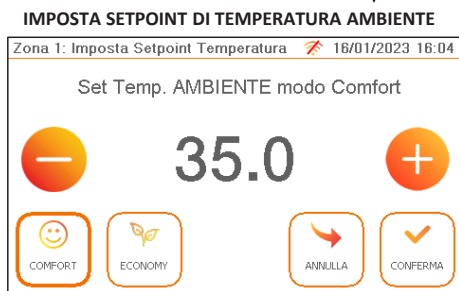 IMPOSTA SETPOINT DI TEMPERATURA AMBIENTE
Zona 1: Imposta Setpoint Temperatura 16/01/2023 16:04
Set Temp. AMBIENTE modo Comfort
35.0
COMFORT ECONOMY ANNULLA CONFERMA